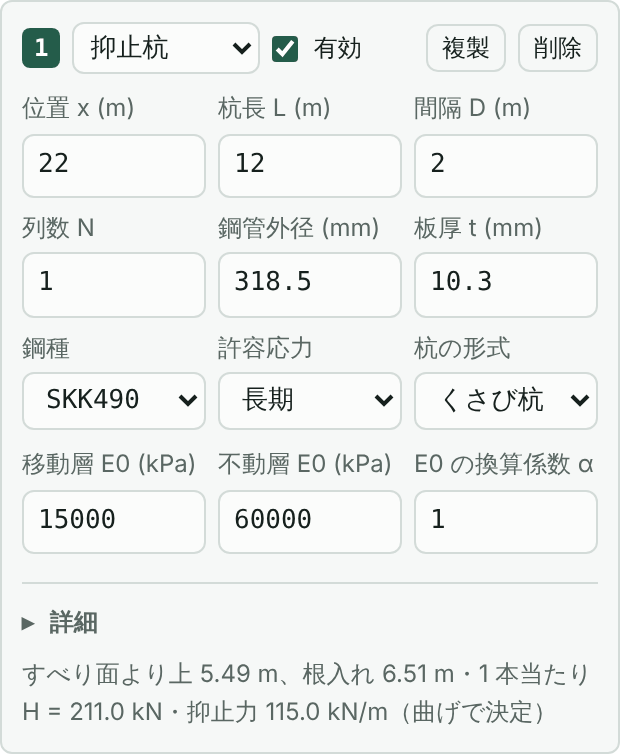 1 抑止杭 有効 複製 削除
位置 x (m) 杭長 L (m) 間隔 D (m)
22 12 2
列数 N 鋼管外径 (mm) 板厚 t (mm)
1 318.5 10.3
鋼種 許容応力 杭の形式
SKK490 長期 くさび杭
移動層 E0 (kPa) 不動層 E0 (kPa) E0 の換算係数 α
15000 60000 1
▶ 詳細
すべり面より上 5.49 m、根入れ 6.51 m・1 本当たり
H = 211.0 kN・抑止力 115.0 kN/m（曲げで決定）